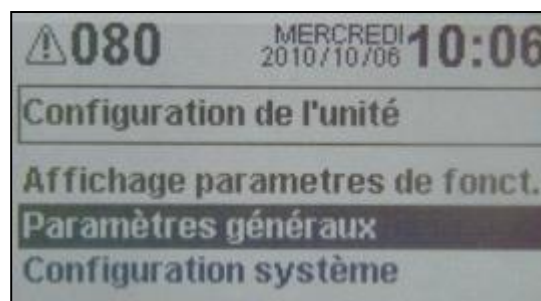 080 MERCREDI 2010/10/06 10:06
Configuration de l'unité
Affichage parametres de fonct.
Paramètres généraux
Configuration système